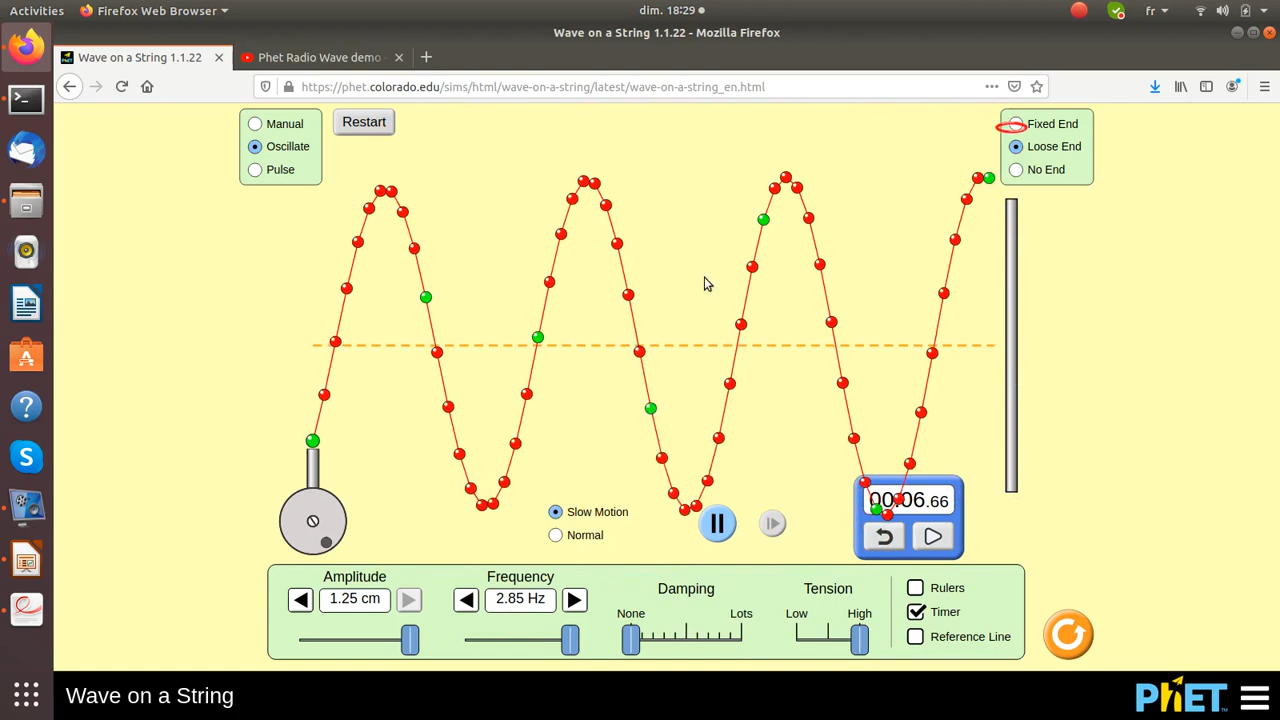 Activities
Firefox Web Browser
dim. 18:29
fr
Wave on a String 1.1.22 - Mozilla Firefox
Wave on a String 1.1.22
Phet Radio Wave demo
https://phet.colorado.edu/sims/html/wave-on-a-string/latest/wave-on-a-string_en.html
Manual
Oscillate
Pulse
Restart
Fixed End
Loose End
No End
Slow Motion
Normal
00:06.66
Amplitude
1.25 cm
Frequency
2.85 Hz
Damping
None
Lots
Tension
Low
High
Rulers
Timer
Reference Line
Wave on a String
PhET